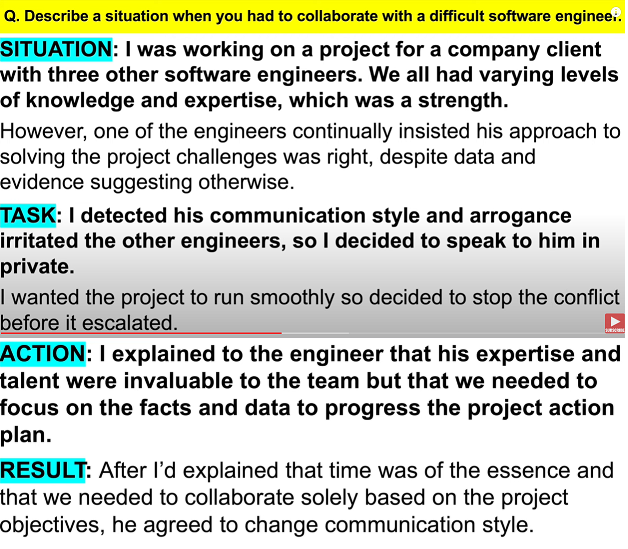 Q. Describe a situation when you had to collaborate with a difficult software engineer.
SITUATION: I was working on a project for a company client
with three other software engineers. We all had varying levels
of knowledge and expertise, which was a strength.
However, one of the engineers continually insisted his approach to
solving the project challenges was right, despite data and
evidence suggesting otherwise.
TASK: I detected his communication style and arrogance
irritated the other engineers, so I decided to speak to him in
private.
I wanted the project to run smoothly so decided to stop the conflict
before it escalated.
SUBSCRIBE
ACTION: I explained to the engineer that his expertise and
talent were invaluable to the team but that we needed to
focus on the facts and data to progress the project action
plan.
RESULT: After I’d explained that time was of the essence and
that we needed to collaborate solely based on the project
objectives, he agreed to change communication style.